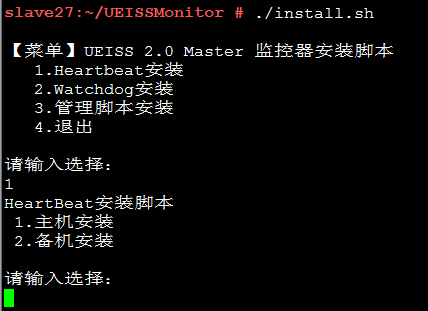 slave27:~/UEISSMonitor # ./install.sh
【菜单】UEISS 2.0 Master 监控器安装脚本
1.Heartbeat安装
2.Watchdog安装
3.管理脚本安装
4.退出
请输入选择:
1
HeartBeat安装脚本
1.主机安装
2.备机安装
请输入选择: